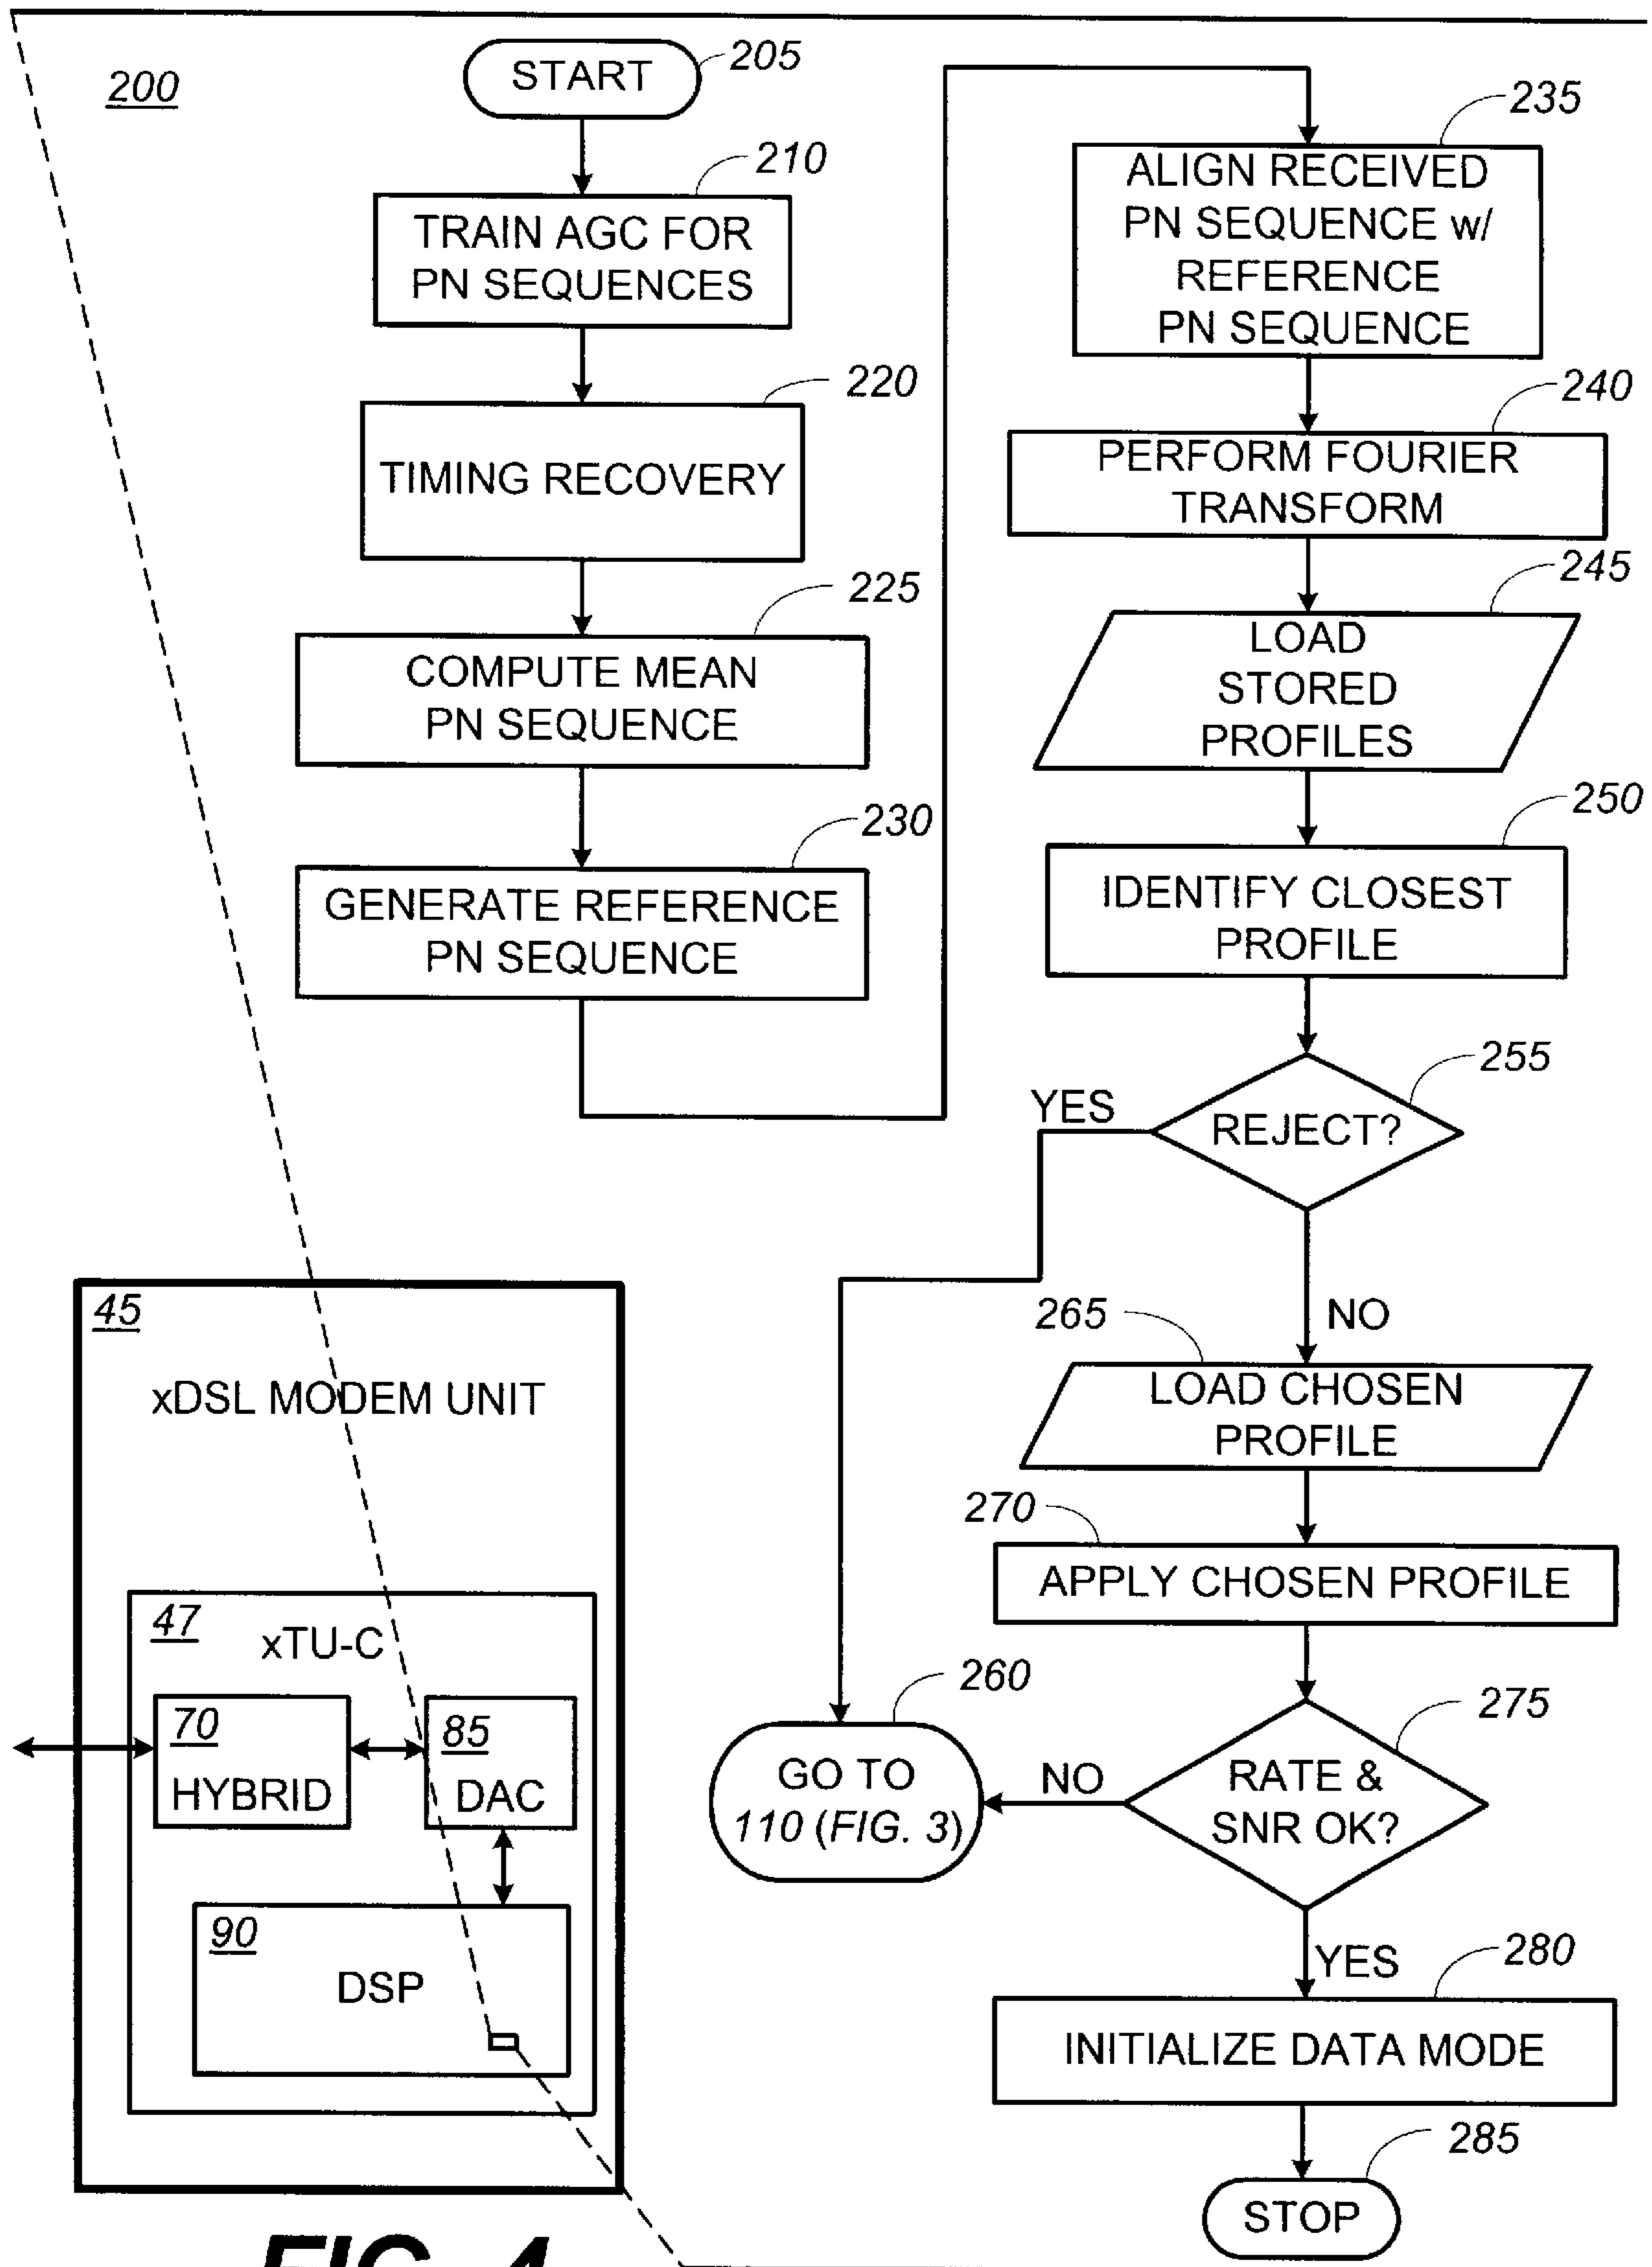 200
START
205
210
TRAIN AGC FOR
PN SEQUENCES
220
TIMING RECOVERY
225
COMPUTE MEAN
PN SEQUENCE
230
GENERATE REFERENCE
PN SEQUENCE
235
ALIGN RECEIVED
PN SEQUENCE w/
REFERENCE
PN SEQUENCE
240
PERFORM FOURIER
TRANSFORM
245
LOAD
STORED
PROFILES
250
IDENTIFY CLOSEST
PROFILE
255
YES
REJECT?
NO
265
LOAD CHOSEN
PROFILE
270
APPLY CHOSEN PROFILE
260
GO TO
110 (FIG. 3)
NO
275
RATE &
SNR OK?
YES
280
INITIALIZE DATA MODE
285
STOP
45
xDSL MODEM UNIT
47
xTU-C
70
HYBRID
85
DAC
90
DSP
FIG. 4